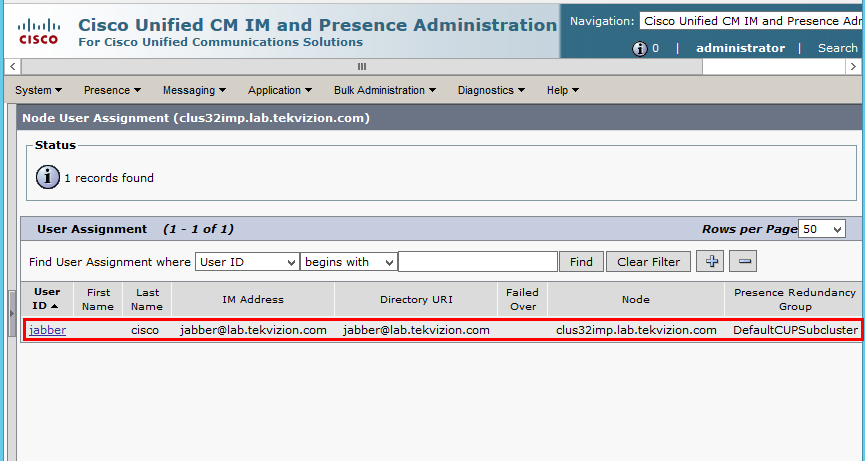 Cisco Unified CM IM and Presence Administration
Navigation: Cisco Unified CM IM and Presence Adm
CISCO For Cisco Unified Communications Solutions
0 | administrator | Search
System Presence Messaging Application Bulk Administration Diagnostics Help
Node User Assignment (clus32imp.lab.tekvizion.com)
Status
1 records found
User Assignment (1 - 1 of 1) Rows per Page 50
Find User Assignment where User ID begins with Find Clear Filter
User ID First Name Last Name IM Address Directory URI Failed Over Node Presence Redundancy Group
jabber cisco jabber@lab.tekvizion.com jabber@lab.tekvizion.com clus32imp.lab.tekvizion.com DefaultCUPSubcluster